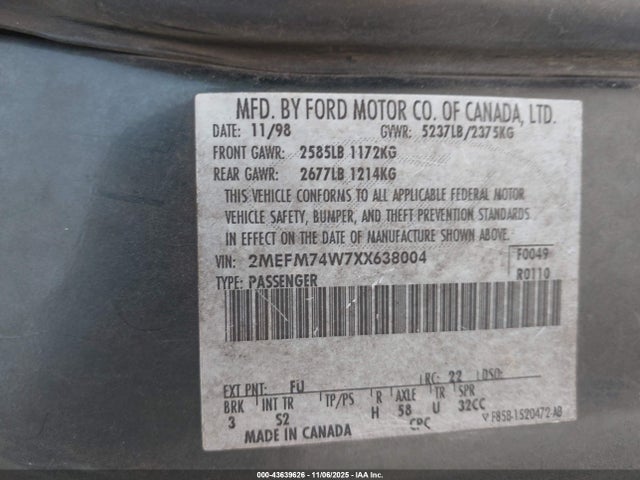 MFD. BY FORD MOTOR CO. OF CANADA, LTD.
DATE: 11/98 GVWR: 5237LB/2375KG
FRONT GAWR: 2585LB 1172KG
REAR GAWR: 2677LB 1214KG
THIS VEHICLE CONFORMS TO ALL APPLICABLE FEDERAL MOTOR
VEHICLE SAFETY, BUMPER, AND THEFT PREVENTION STANDARDS
IN EFFECT ON THE DATE OF MANUFACTURE SHOWN ABOVE.
VIN: 2MEFM74W7XX638004 F0049
TYPE: PASSENGER R0110
EXT PNT: FU RC: 22 DSO:
BRK INT TR TP/PS R AXLE TR SPR
3 S2 H 58 U 32CC
MADE IN CANADA CPC V F85B-1520472-AB
000-43639626 - 11/06/2025 - IAA Inc.